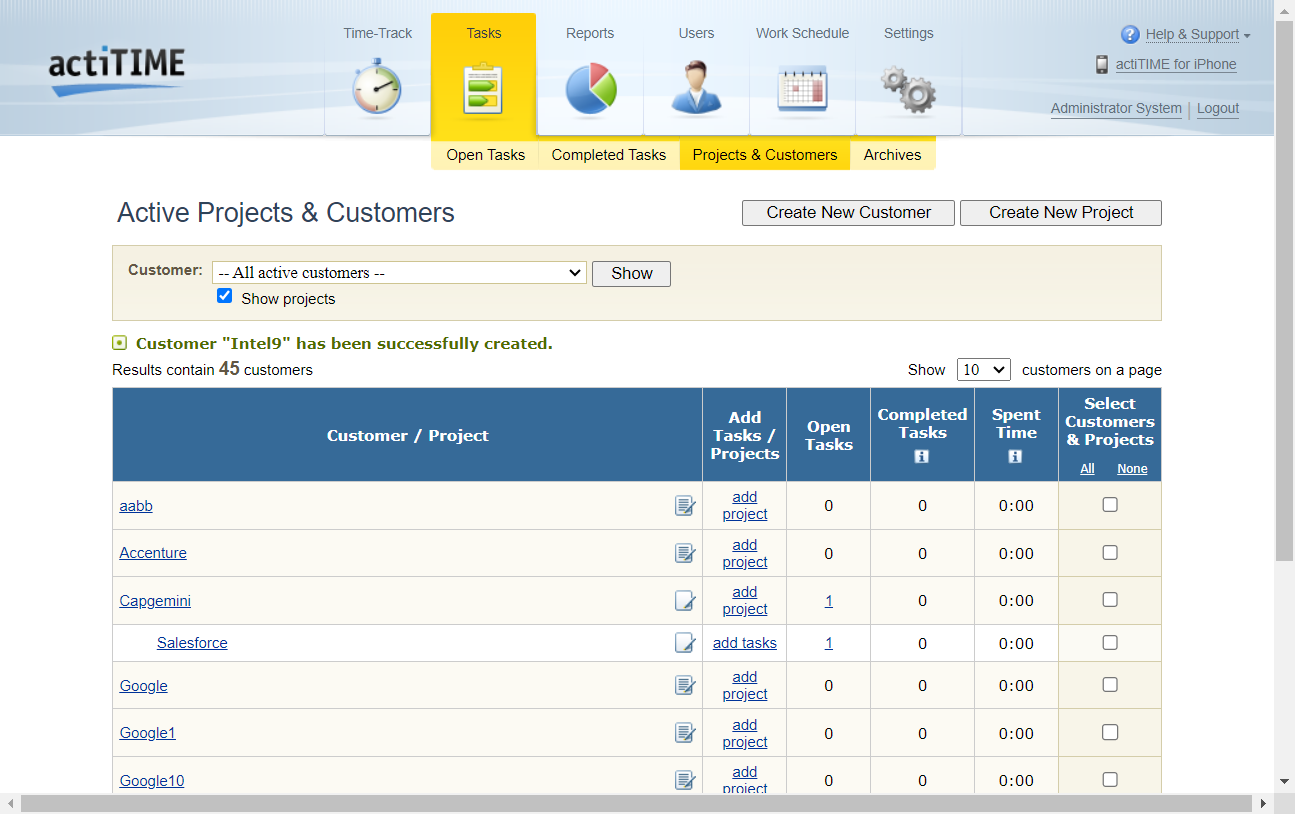 actiTIME
Time-Track
Tasks
Reports
Users
Work Schedule
Settings
? Help & Support
actiTIME for iPhone
Administrator System | Logout
Open Tasks
Completed Tasks
Projects & Customers
Archives
Active Projects & Customers
Create New Customer
Create New Project
Customer: -- All active customers -- Show
Show projects
Customer "Intel9" has been successfully created.
Results contain 45 customers
Show 10 customers on a page
Customer / Project
Add
Tasks /
Projects
Open
Tasks
Completed
Tasks
i
Spent
Time
i
Select
Customers
& Projects
All None
aabb add project 0 0 0:00
Accenture add project 0 0 0:00
Capgemini add project 1 0 0:00
Salesforce add tasks 1 0 0:00
Google add project 0 0 0:00
Google1 add project 0 0 0:00
Google10 add project 0 0 0:00